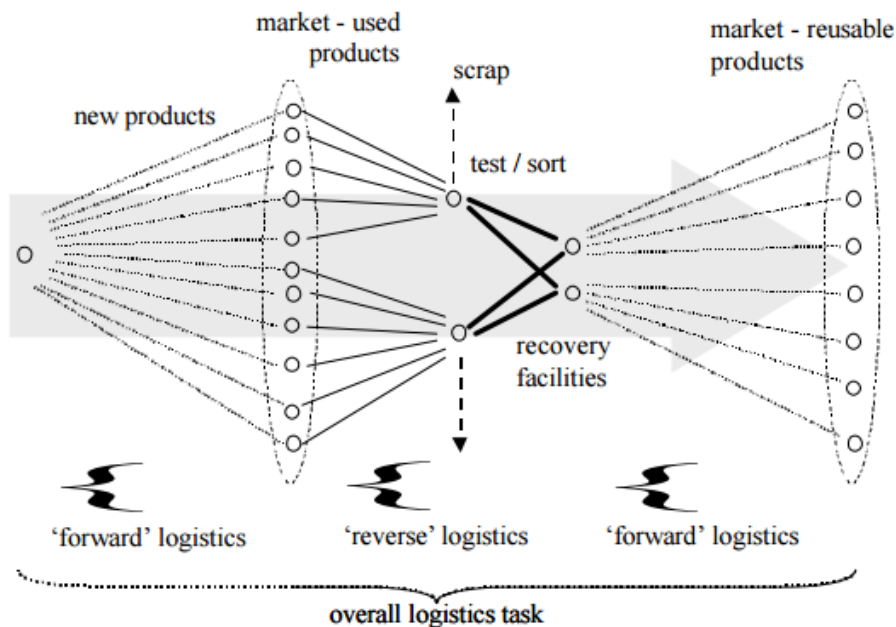 market - used
products
market - reusable
products
scrap
new products
test / sort
recovery
facilities
‘forward’ logistics
‘reverse’ logistics
‘forward’ logistics
overall logistics task